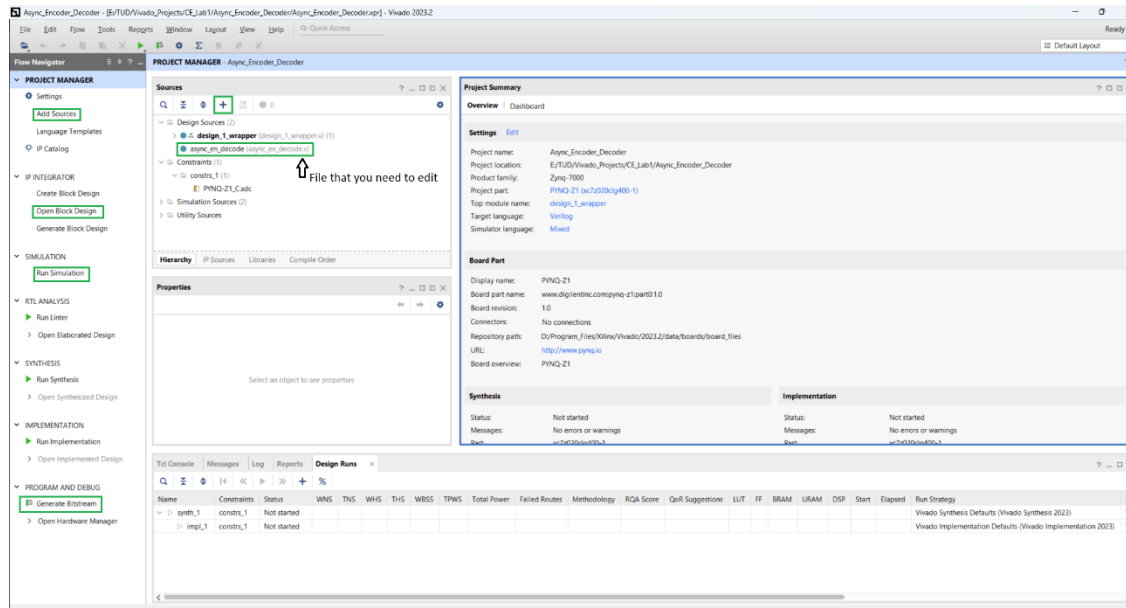 Async_Encoder_Decoder - [E:/TUD/Vivado_Projects/CE_Lab1/Async_Encoder_Decoder/Async_Encoder_Decoder.xpr] - Vivado 2023.2
File Edit Flow Tools Reports Window Layout View Help Quick Access
Ready
Default Layout
Flow Navigator
PROJECT MANAGER
Settings
Add Sources
Language Templates
IP Catalog
IP INTEGRATOR
Create Block Design
Open Block Design
Generate Block Design
SIMULATION
Run Simulation
RTL ANALYSIS
Run Linter
Open Elaborated Design
SYNTHESIS
Run Synthesis
Open Synthesized Design
IMPLEMENTATION
Run Implementation
Open Implemented Design
PROGRAM AND DEBUG
Generate Bitstream
Open Hardware Manager
PROJECT MANAGER - Async_Encoder_Decoder
Sources
0
Design Sources (2)
design_1_wrapper (design_1_wrapper.v) (1)
async_en_decode (async_en_decode.v)
Constraints (1)
constrs_1 (1)
PYNQ-Z1_C.xdc
Simulation Sources (2)
Utility Sources
File that you need to edit
Hierarchy IP Sources Libraries Compile Order
Properties
Select an object to see properties
Project Summary
Overview Dashboard
Settings Edit
Project name: Async_Encoder_Decoder
Project location: E:/TUD/Vivado_Projects/CE_Lab1/Async_Encoder_Decoder
Product family: Zynq-7000
Project part: PYNQ-Z1 (xc7z020clg400-1)
Top module name: design_1_wrapper
Target language: Verilog
Simulator language: Mixed
Board Part
Display name: PYNQ-Z1
Board part name: www.digilentinc.com:pynq-z1:part0:1.0
Board revision: 1.0
Connectors: No connections
Repository path: D:/Program_Files/Xilinx/Vivado/2023.2/data/boards/board_files
URL: http://www.pynq.io
Board overview: PYNQ-Z1
Synthesis Implementation
Status: Not started Status: Not started
Messages: No errors or warnings Messages: No errors or warnings
Part: xc7z020clg400-1 Part: xc7z020clg400-1
Tcl Console Messages Log Reports Design Runs
Name Constraints Status WNS TNS WHS THS WBSS TPWS Total Power Failed Routes Methodology RQA Score QoR Suggestions LUT FF BRAM URAM DSP Start Elapsed Run Strategy
synth_1 constrs_1 Not started Vivado Synthesis Defaults (Vivado Synthesis 2023)
impl_1 constrs_1 Not started Vivado Implementation Defaults (Vivado Implementation 2023)